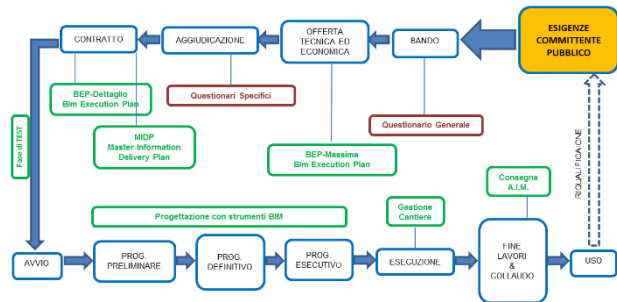 CONTRATTO
AGGIUDICAZIONE
OFFERTA
TECNICA ED
ECONOMICA
BANDO
ESIGENZE
COMMITTENTE
PUBBLICO
BEP-Dettaglio
Bim Execution Plan
Questionari Specifici
Questionario Generale
MIDP
Master Information
Delivery Plan
BEP-Massima
Bim Execution Plan
Fase di TEST
RIQUALIFICAZIONE
Consegna
A.I.M.
Gestione
Cantiere
Progettazione con strumenti BIM
AVVIO
PROG.
PRELIMINARE
PROG.
DEFINITIVO
PROG.
ESECUTIVO
ESECUZIONE
FINE
LAVORI
&
COLLAUDO
USO